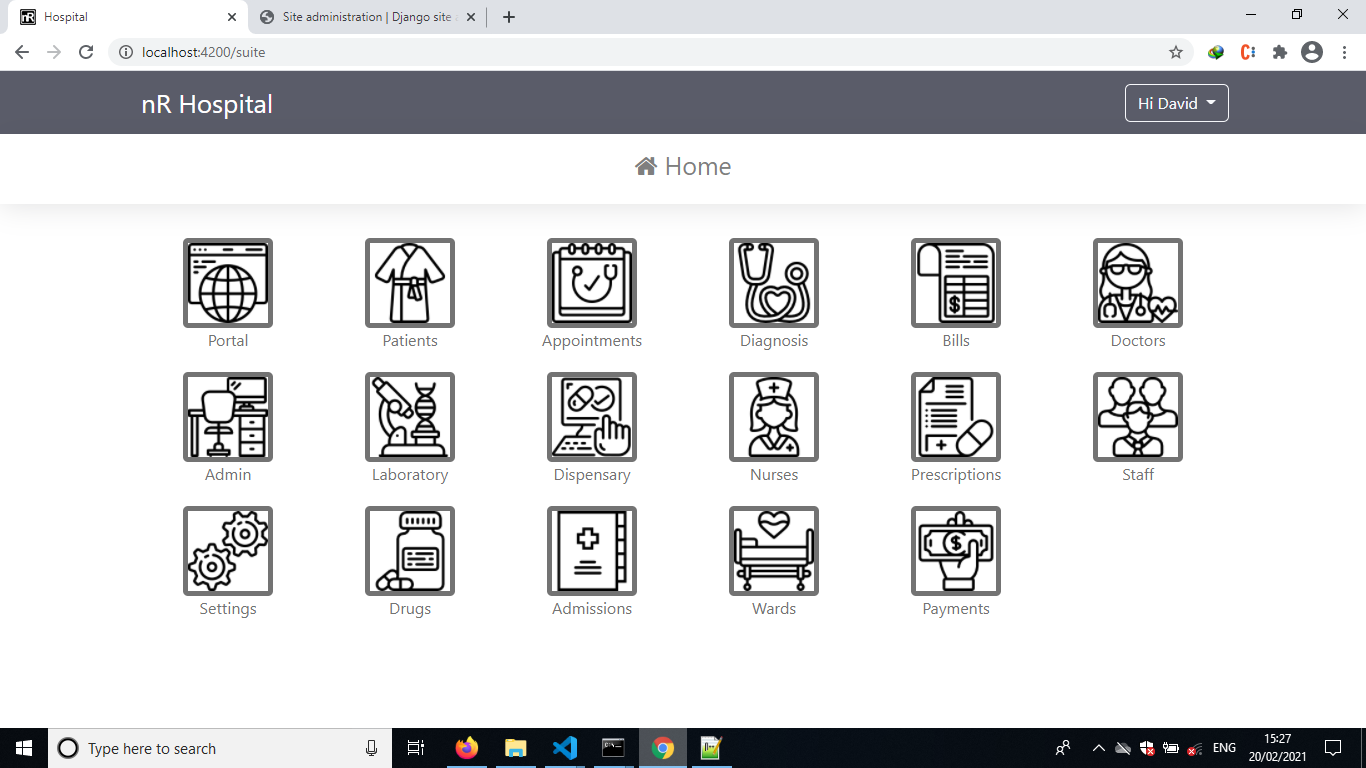 Hospital
Site administration | Django site
localhost:4200/suite
nR Hospital
Hi David
Home
Portal
Patients
Appointments
Diagnosis
Bills
Doctors
Admin
Laboratory
Dispensary
Nurses
Prescriptions
Staff
Settings
Drugs
Admissions
Wards
Payments
Type here to search
ENG
15:27
20/02/2021